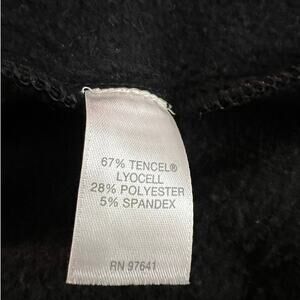 67% TENCEL®
LYOCELL
28% POLYESTER
5% SPANDEX
RN 97641